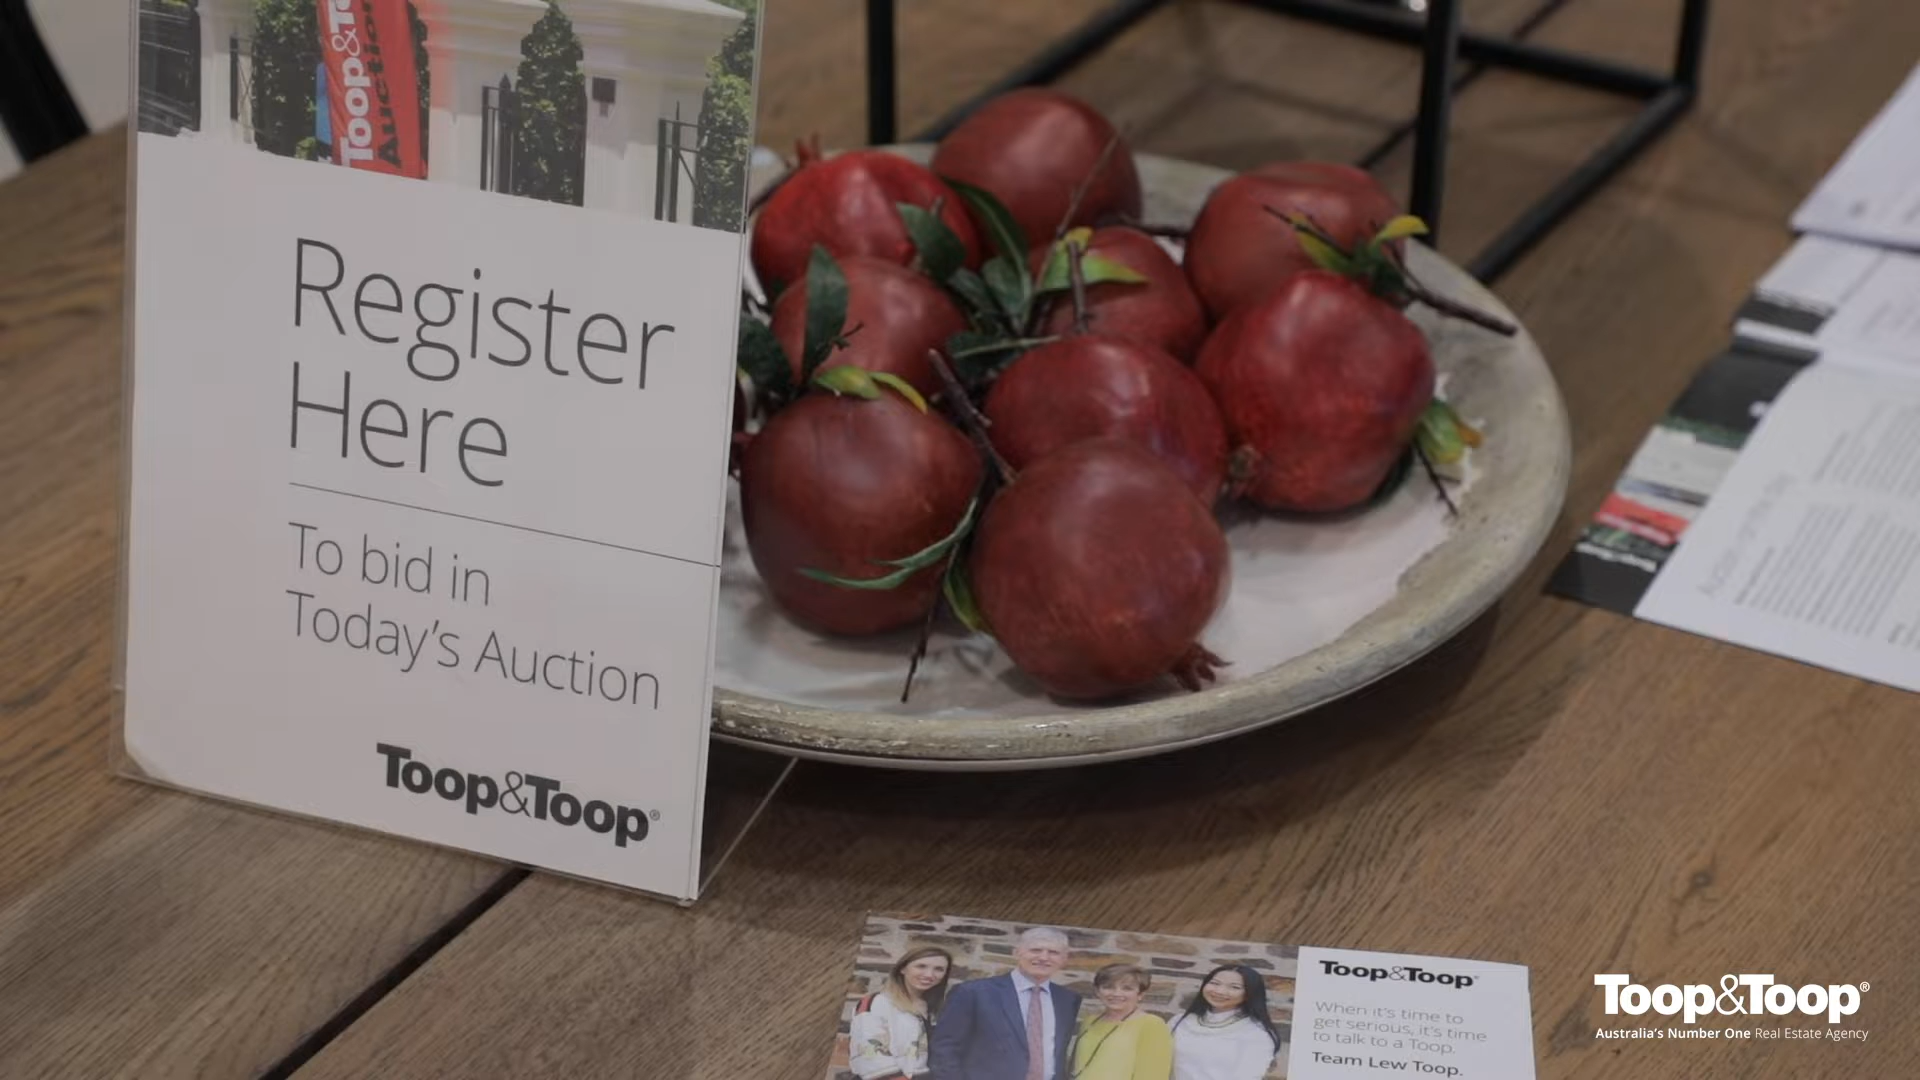 Toop&T
Auction
Register
Here
To bid in
Today's Auction
Toop&Toop®
Toop&Toop®
When it's time to
get serious, it's time
to talk to a Toop.
Team Lew Toop.
Toop&Toop®
Australia's Number One Real Estate Agency